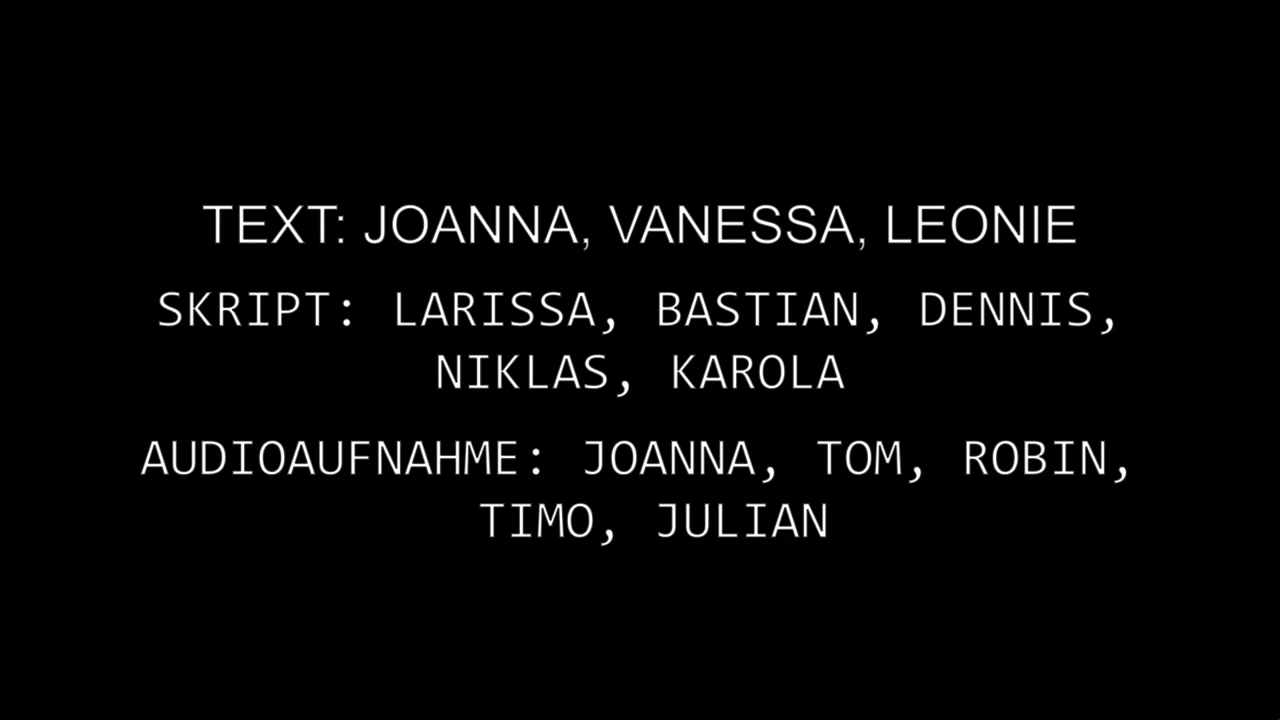 TEXT: JOANNA, VANESSA, LEONIE
SKRIPT: LARISSA, BASTIAN, DENNIS,
NIKLAS, KAROLA
AUDIOAUFNAHME: JOANNA, TOM, ROBIN,
TIMO, JULIAN